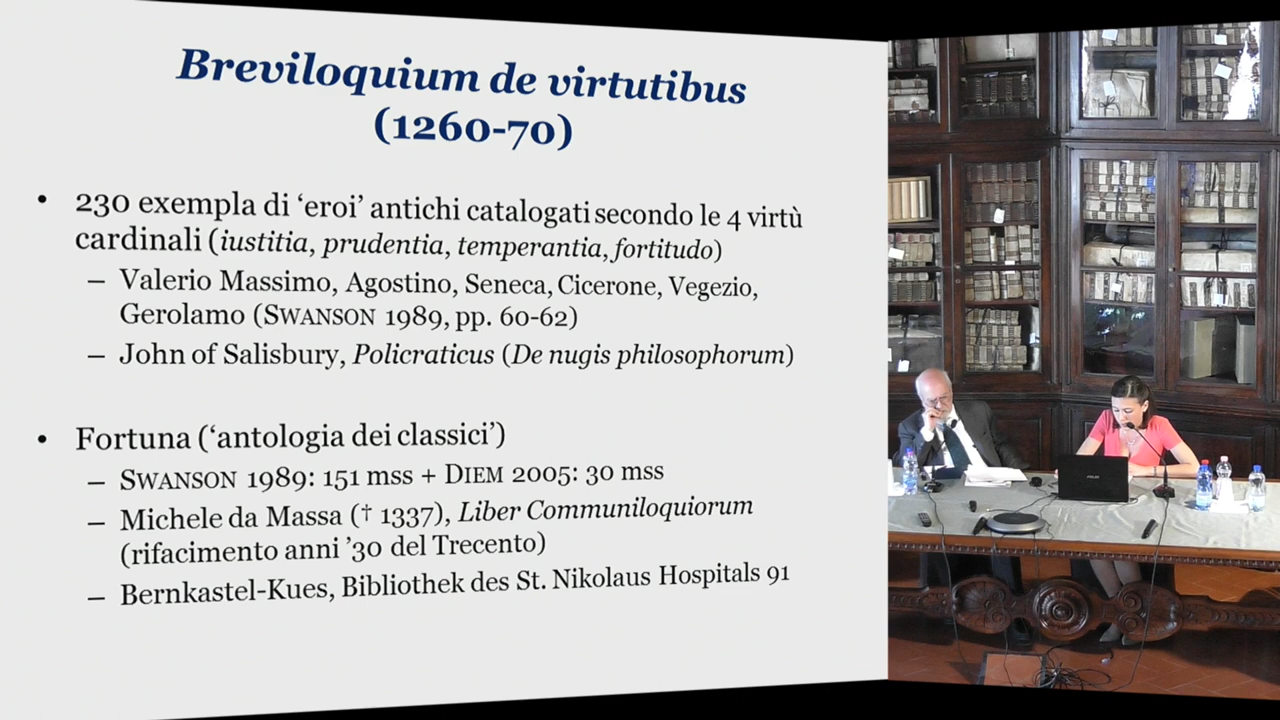 Breviloquium de virtutibus
(1260-70)
• 230 exempla di ‘eroi’ antichi catalogati secondo le 4 virtù
cardinali (iustitia, prudentia, temperantia, fortitudo)
– Valerio Massimo, Agostino, Seneca, Cicerone, Vegezio,
Gerolamo (SWANSON 1989, pp. 60-62)
– John of Salisbury, Policraticus (De nugis philosophorum)
• Fortuna (‘antologia dei classici’)
– SWANSON 1989: 151 mss + DIEM 2005: 30 mss
– Michele da Massa († 1337), Liber Communiloquiorum
(rifacimento anni ’30 del Trecento)
– Bernkastel-Kues, Bibliothek des St. Nikolaus Hospitals 91
ASUS